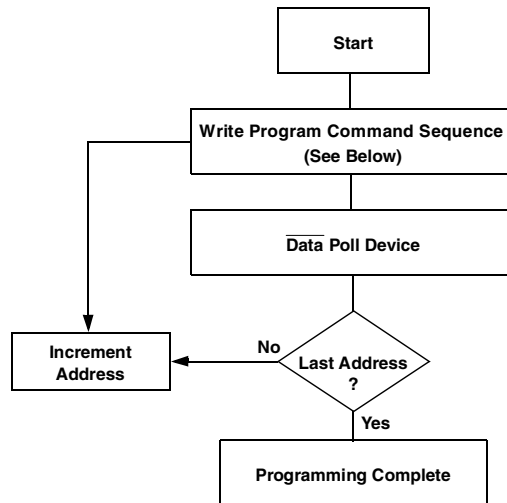 Start
Write Program Command Sequence
(See Below)
Data Poll Device
No
Last Address
?
Increment
Address
Yes
Programming Complete